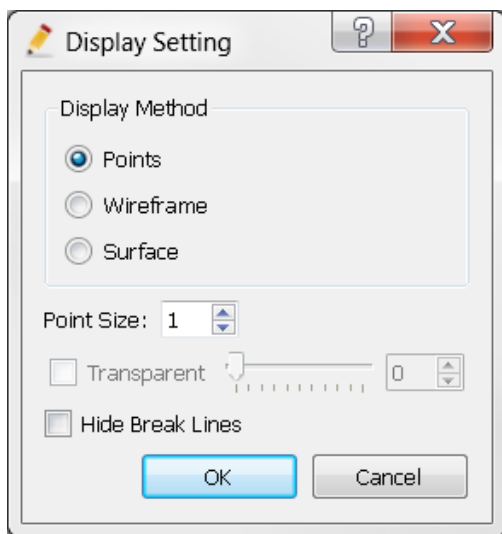 Display Setting
Display Method
Points
Wireframe
Surface
Point Size: 1
Transparent 0
Hide Break Lines
OK Cancel